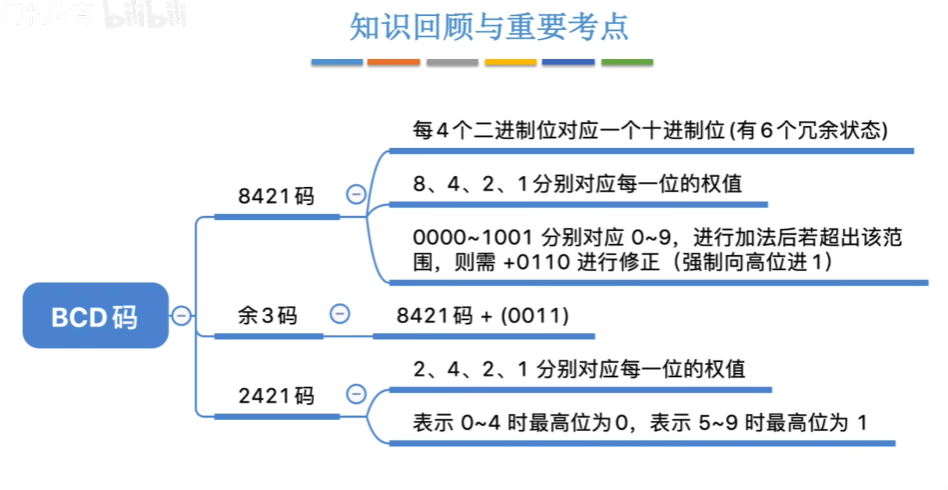 bilibili
知识回顾与重要考点
每4个二进制位对应一个十进制位(有6个冗余状态)
8421码
8、4、2、1分别对应每一位的权值
0000~1001 分别对应 0~9，进行加法后若超出该范
围，则需 +0110 进行修正（强制向高位进1）
BCD码
余3码
8421码 + (0011)
2421码
2、4、2、1 分别对应每一位的权值
表示 0~4 时最高位为0，表示 5~9 时最高位为 1